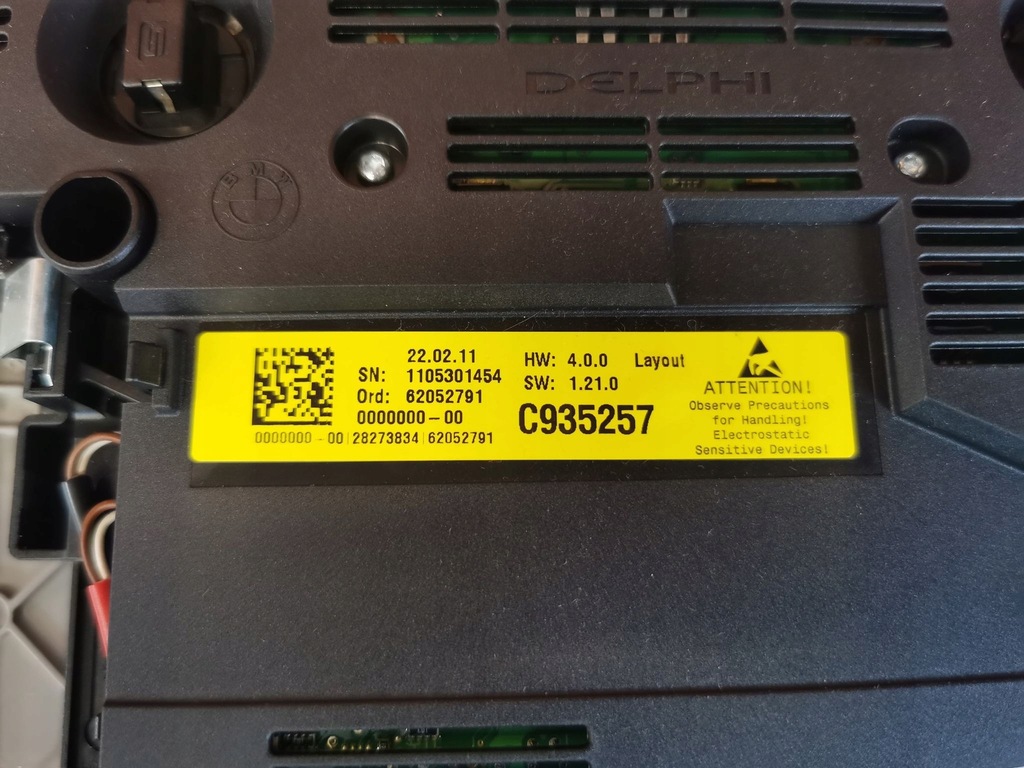 DELPHI
BMW
22.02.11
SN: 1105301454
Ord: 62052791
0000000-00
0000000 -00|28273834|62052791
HW: 4.0.0 Layout
SW: 1.21.0
C935257
ATTENTION!
Observe Precautions
for Handling!
Electrostatic
Sensitive Devices!